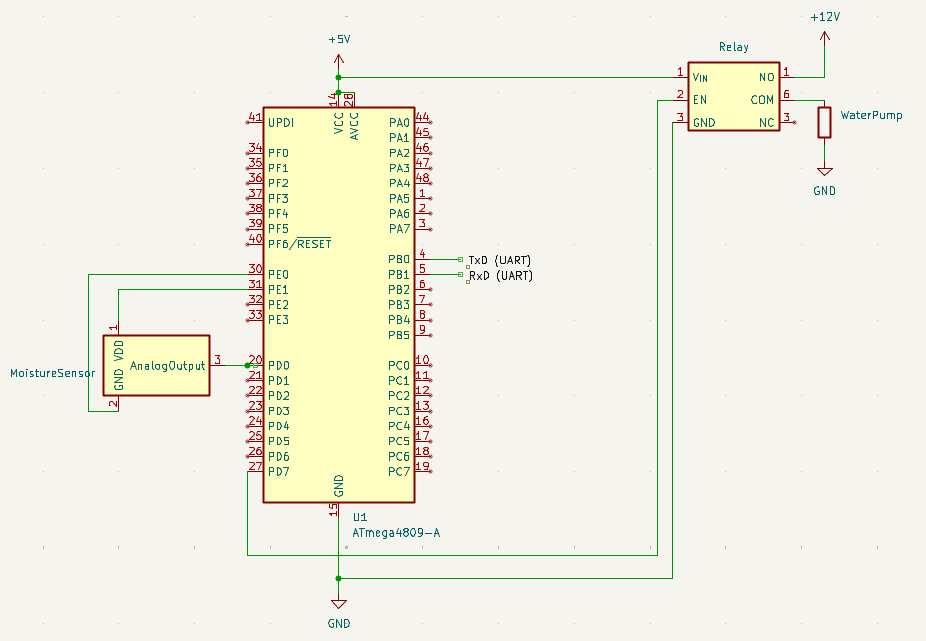 +12V
+5V
Relay
1 VIN NO 1
2 EN COM 6
3 GND NC 3
WaterPump
GND
14 28
VCC AVCC
41 UPDI PA0 44
PA1 45
34 PF0 PA2 46
35 PF1 PA3 47
36 PF2 PA4 48
37 PF3 PA5 1
38 PF4 PA6 2
39 PF5 PA7 3
40 PF6/RESET
PB0 4 TxD (UART)
30 PE0 PB1 5 RxD (UART)
31 PE1 PB2 6
32 PE2 PB3 7
33 PE3 PB4 8
PB5 9
20 PD0 PC0 10
21 PD1 PC1 11
22 PD2 PC2 12
23 PD3 PC3 13
24 PD4 PC4 16
25 PD5 PC5 17
26 PD6 PC6 18
27 PD7 PC7 19
GND
15
U1
ATmega4809-A
MoistureSensor
1
VDD
AnalogOutput 3
GND
2
GND